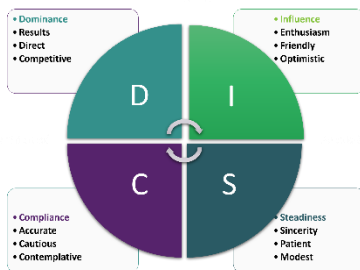 • Dominance
• Results
• Direct
• Competitive
• Influence
• Enthusiasm
• Friendly
• Optimistic
D
I
C
S
• Compliance
• Accurate
• Cautious
• Contemplative
• Steadiness
• Sincerity
• Patient
• Modest